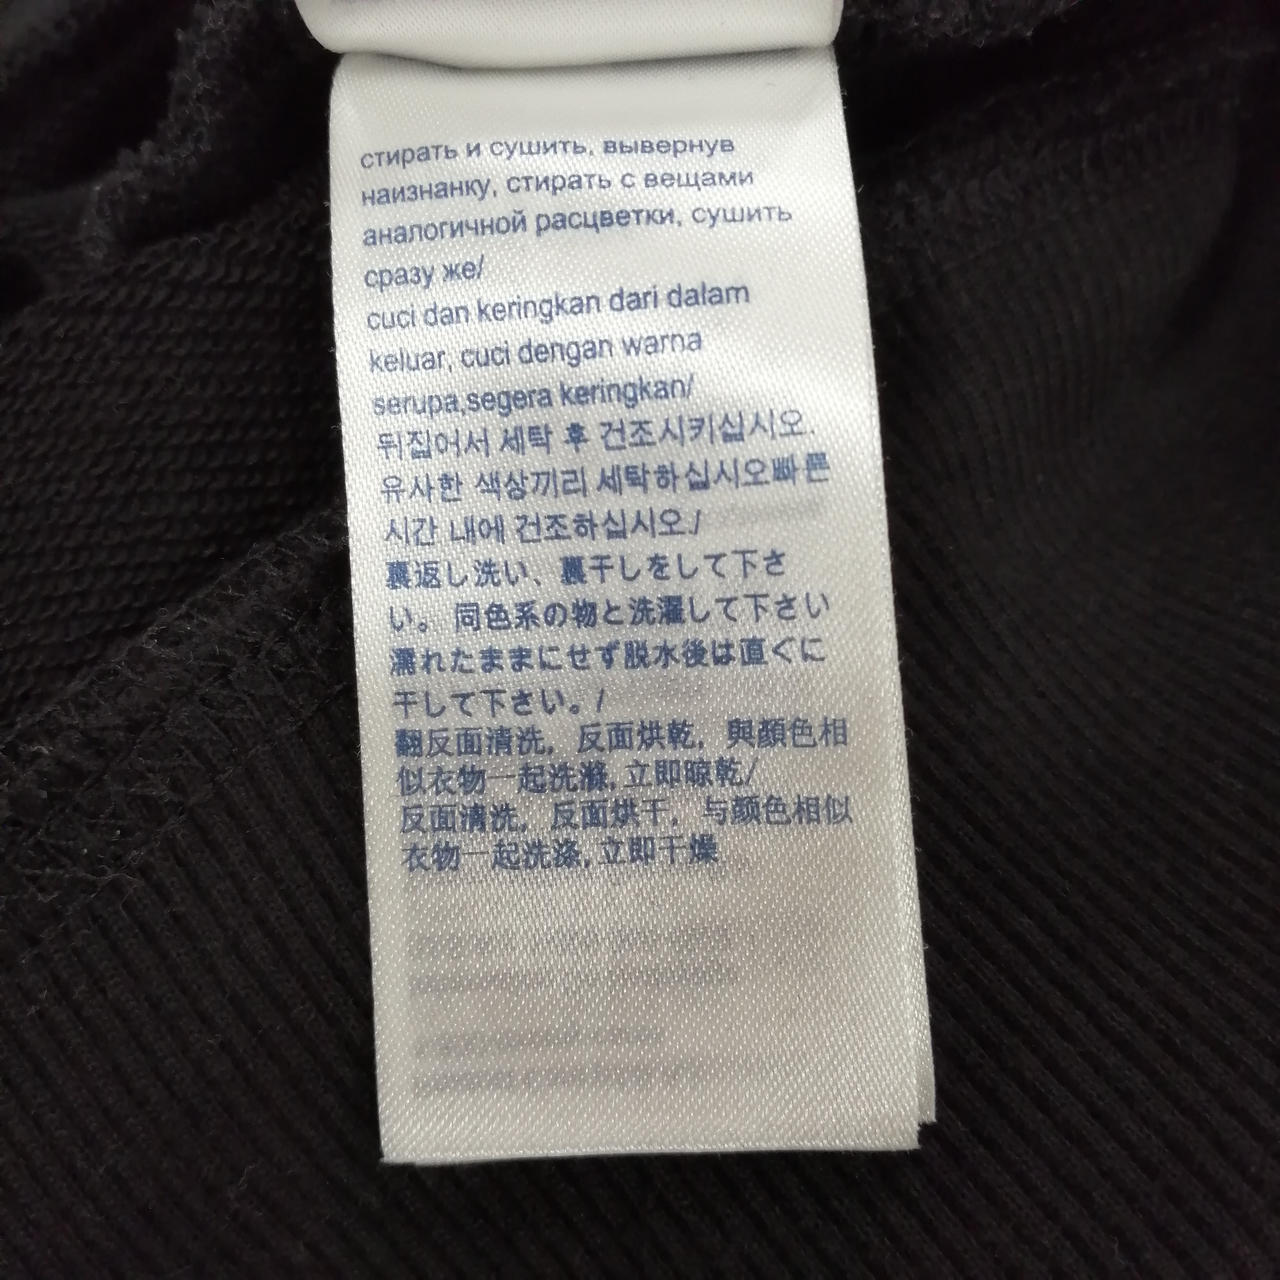 стирать и сушить, вывернув
наизнанку, стирать с вещами
аналогичной расцветки, сушить
сразу же/
cuci dan keringkan dari dalam
keluar, cuci dengan warna
serupa,segera keringkan/
뒤집어서 세탁 후 건조시키십시오.
유사한 색상끼리 세탁하십시오빠른
시간 내에 건조하십시오./
裏返し洗い、裏干しをして下さ
い。 同色系の物と洗濯して下さい
濡れたままにせず脱水後は直ぐに
干して下さい。/
翻反面清洗, 反面烘乾, 與顏色相
似衣物一起洗滌,立即晾乾/
反面清洗, 反面烘干, 与颜色相似
衣物一起洗涤,立即干燥